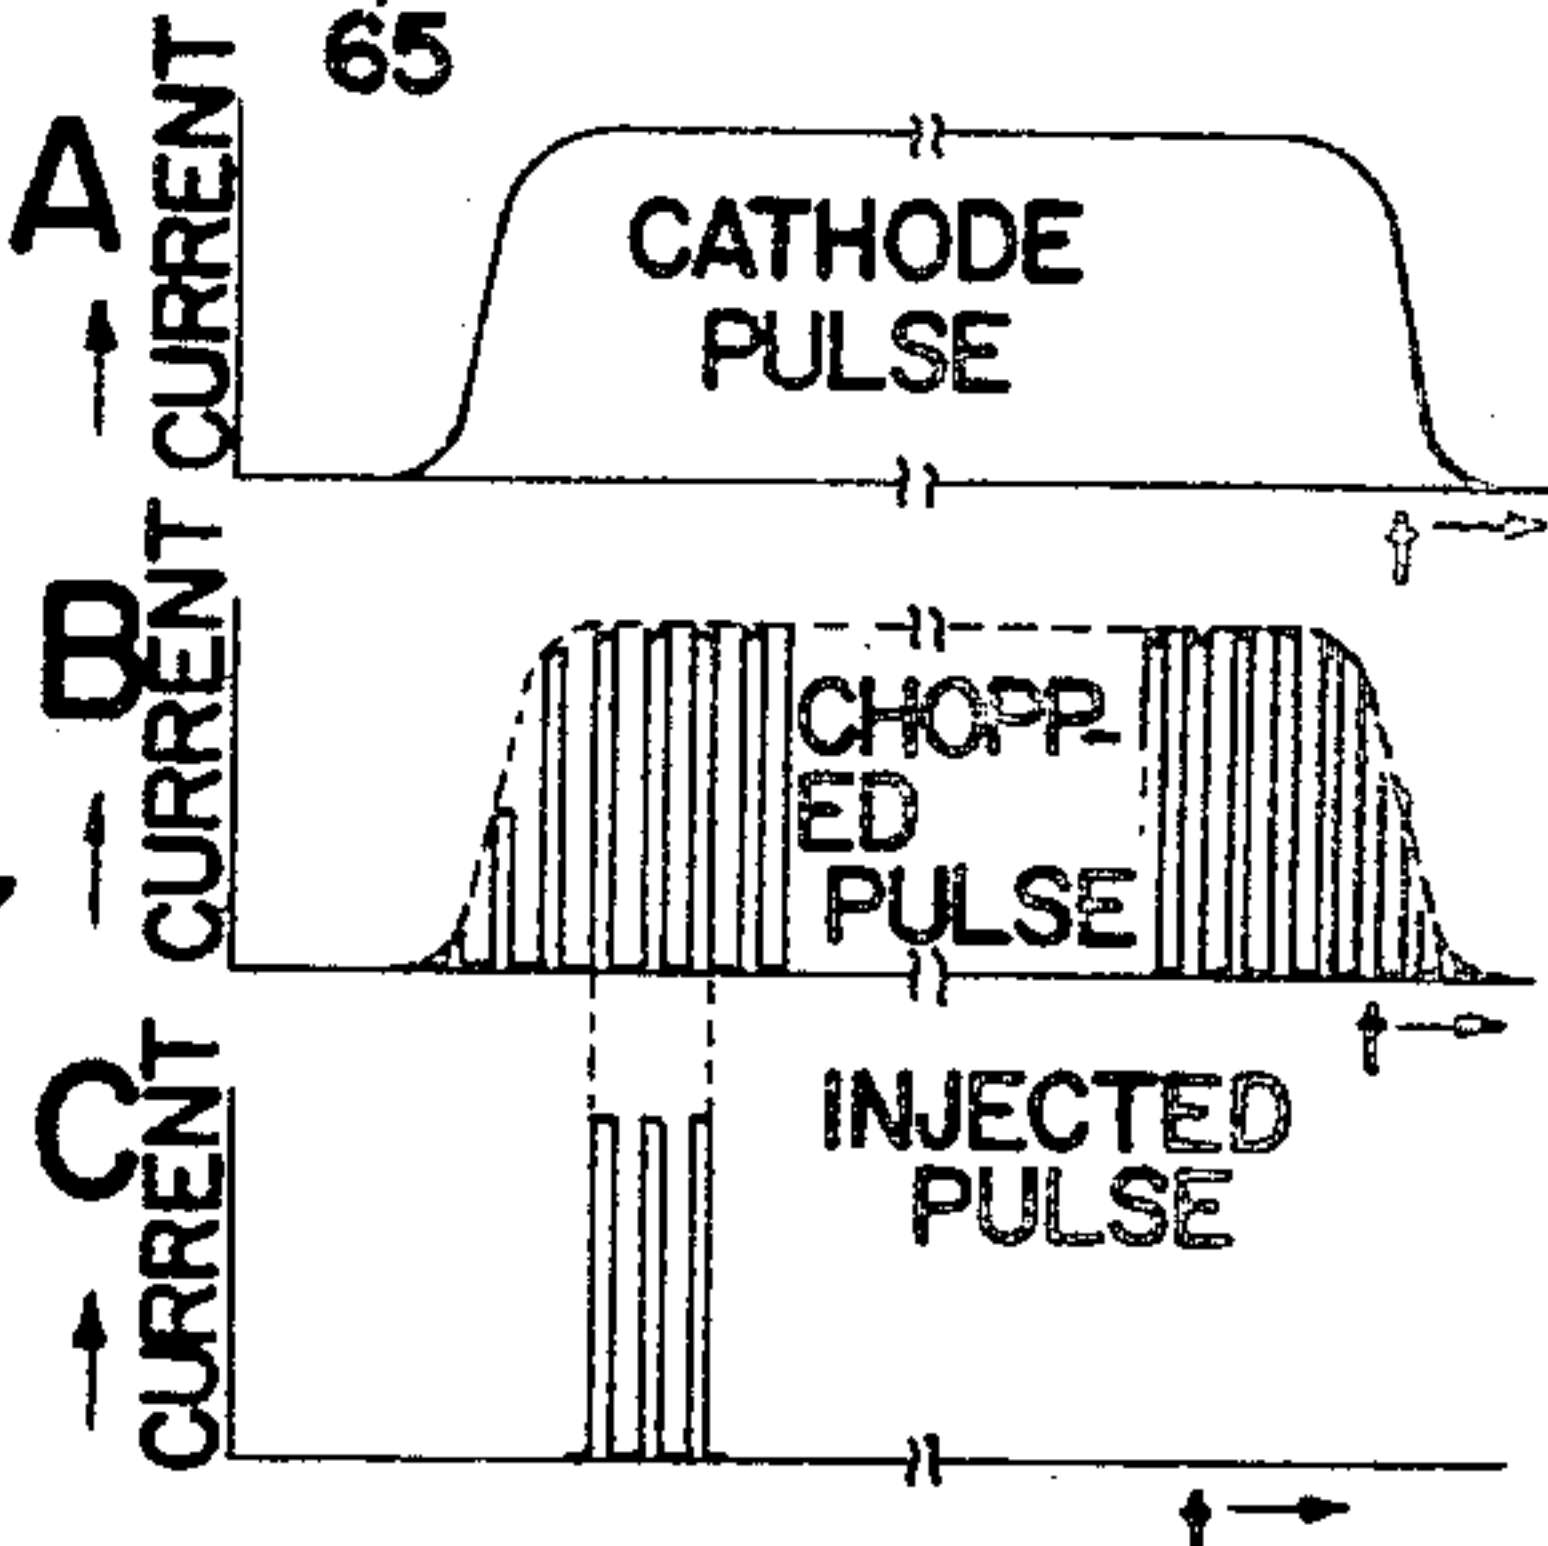 65
A
CURRENT
CATHODE
PULSE
B
CURRENT
CHOPP-
ED
PULSE
C
CURRENT
INJECTED
PULSE